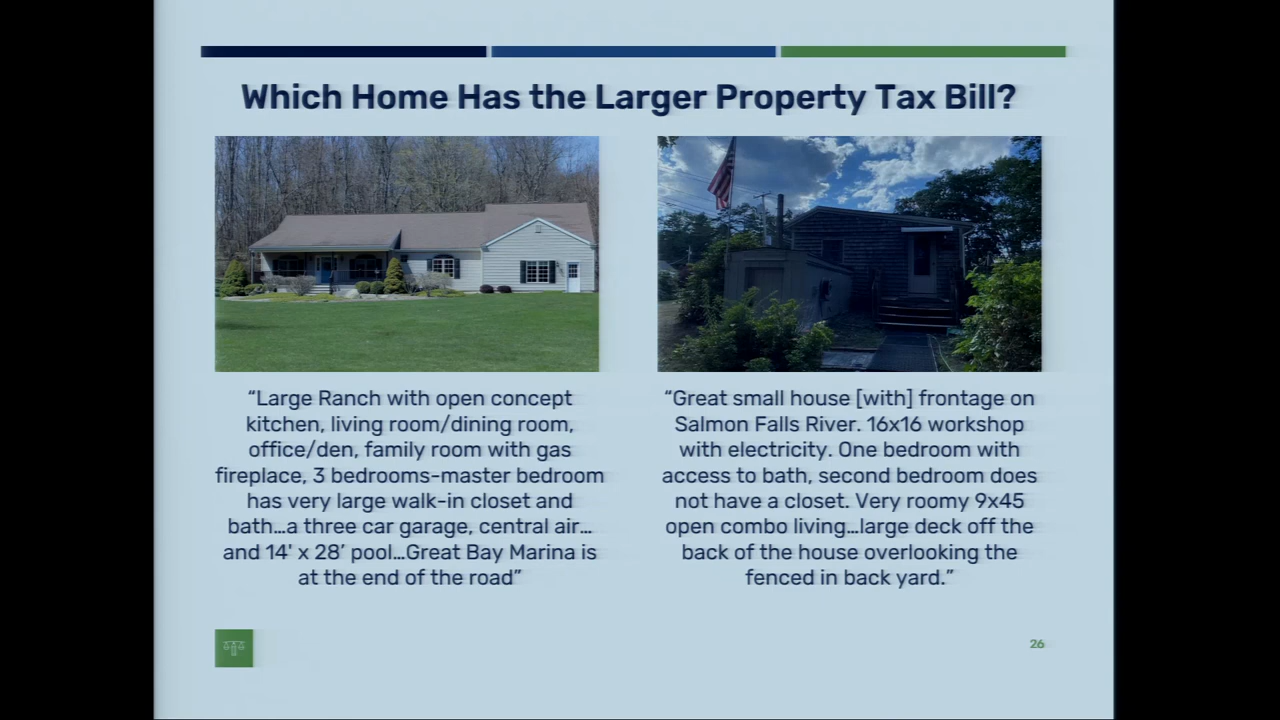 Which Home Has the Larger Property Tax Bill?
“Large Ranch with open concept
kitchen, living room/dining room,
office/den, family room with gas
fireplace, 3 bedrooms-master bedroom
has very large walk-in closet and
bath…a three car garage, central air…
and 14' x 28’ pool…Great Bay Marina is
at the end of the road”
“Great small house [with] frontage on
Salmon Falls River. 16x16 workshop
with electricity. One bedroom with
access to bath, second bedroom does
not have a closet. Very roomy 9x45
open combo living…large deck off the
back of the house overlooking the
fenced in back yard.”
26